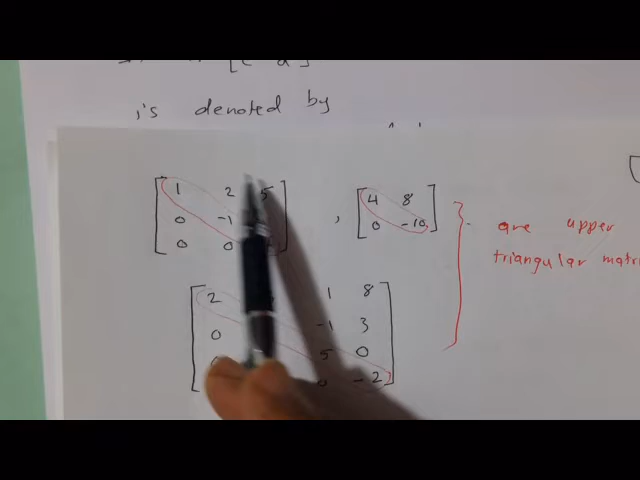 is denoted by
1 2 5
0 -1
0 0
,
4 8
0 -10
are upper
triangular
2 1 8
0 -1 3
5 0
0 -2